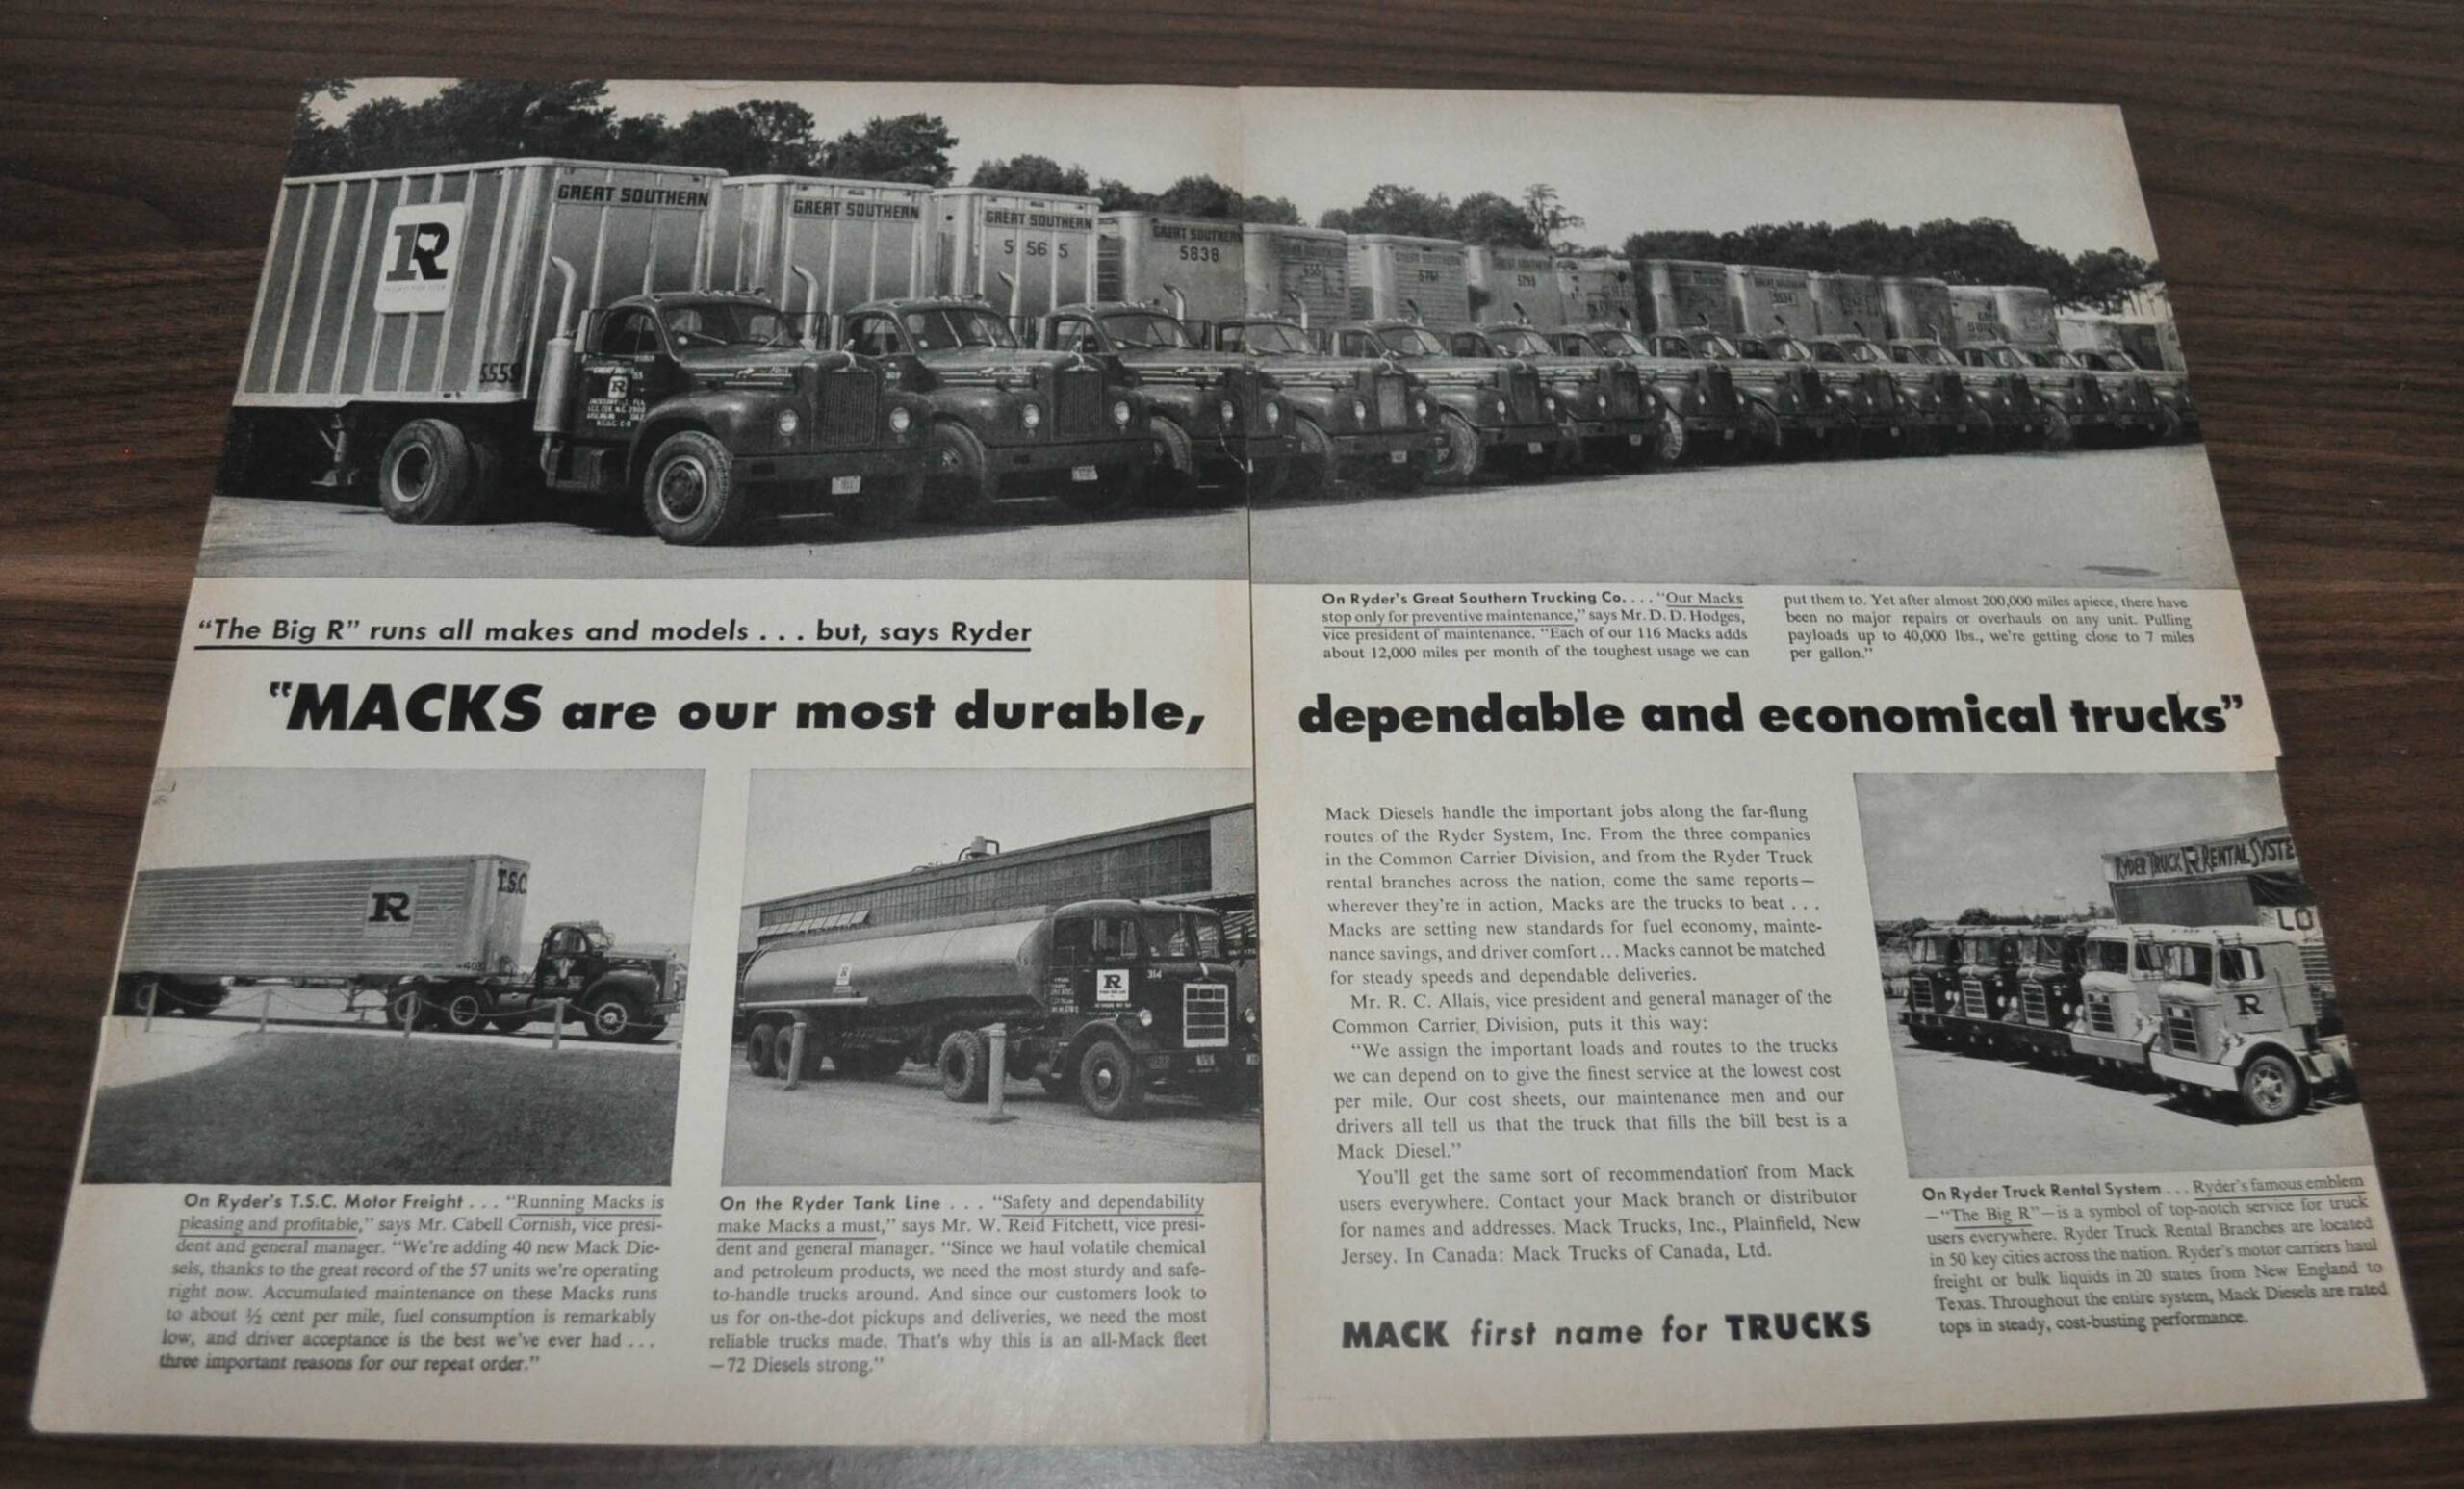 GREAT SOUTHERN
GREAT SOUTHERN
GREAT SOUTHERN
5 56 5
GREAT SOUTHERN
5838
R
5555
R
"The Big R" runs all makes and models . . . but, says Ryder
On Ryder's Great Southern Trucking Co. . . . "Our Macks
stop only for preventive maintenance," says Mr. D. D. Hodges,
vice president of maintenance. "Each of our 116 Macks adds
about 12,000 miles per month of the toughest usage we can
put them to. Yet after almost 200,000 miles apiece, there have
been no major repairs or overhauls on any unit. Pulling
payloads up to 40,000 lbs., we're getting close to 7 miles
per gallon."
"MACKS are our most durable,
dependable and economical trucks"
T.S.C.
R
R
314
On Ryder's T.S.C. Motor Freight . . . "Running Macks is
pleasing and profitable," says Mr. Cabell Cornish, vice presi-
dent and general manager. "We're adding 40 new Mack Die-
sels, thanks to the great record of the 57 units we're operating
right now. Accumulated maintenance on these Macks runs
to about ½ cent per mile, fuel consumption is remarkably
low, and driver acceptance is the best we've ever had . . .
three important reasons for our repeat order."
On the Ryder Tank Line . . . "Safety and dependability
make Macks a must," says Mr. W. Reid Fitchett, vice presi-
dent and general manager. "Since we haul volatile chemical
and petroleum products, we need the most sturdy and safe-
to-handle trucks around. And since our customers look to
us for on-the-dot pickups and deliveries, we need the most
reliable trucks made. That's why this is an all-Mack fleet
—72 Diesels strong."
Mack Diesels handle the important jobs along the far-flung
routes of the Ryder System, Inc. From the three companies
in the Common Carrier Division, and from the Ryder Truck
rental branches across the nation, come the same reports—
wherever they're in action, Macks are the trucks to beat . . .
Macks are setting new standards for fuel economy, mainte-
nance savings, and driver comfort . . . Macks cannot be matched
for steady speeds and dependable deliveries.
Mr. R. C. Allais, vice president and general manager of the
Common Carrier Division, puts it this way:
"We assign the important loads and routes to the trucks
we can depend on to give the finest service at the lowest cost
per mile. Our cost sheets, our maintenance men and our
drivers all tell us that the truck that fills the bill best is a
Mack Diesel."
You'll get the same sort of recommendation from Mack
users everywhere. Contact your Mack branch or distributor
for names and addresses. Mack Trucks, Inc., Plainfield, New
Jersey. In Canada: Mack Trucks of Canada, Ltd.
MACK first name for TRUCKS
RYDER TRUCK R RENTAL SYSTE
LO
R
On Ryder Truck Rental System . . . Ryder's famous emblem
—"The Big R"—is a symbol of top-notch service for truck
users everywhere. Ryder Truck Rental Branches are located
in 50 key cities across the nation. Ryder's motor carriers haul
freight or bulk liquids in 20 states from New England to
Texas. Throughout the entire system, Mack Diesels are rated
tops in steady, cost-busting performance.